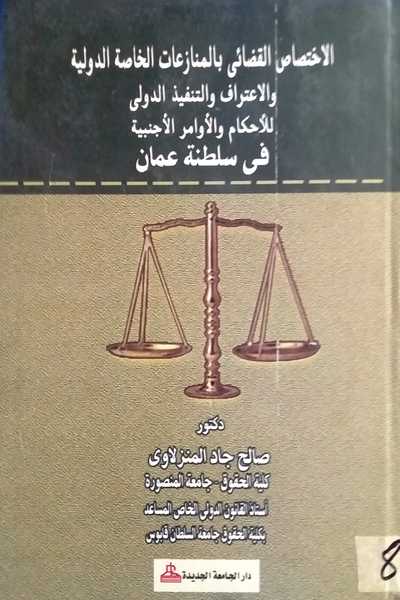 الاختصاص القضائى بالمنازعات الخاصة الدولية
والاعتراف والتنفيذ الدولى
للأحكام والأوامر الأجنبية
فى سلطنة عمان
دكتور
صالح جاد المنزلاوى
كلية الحقوق - جامعة المنصورة
أستاذ القانون الدولى الخاص المساعد
بكلية الحقوق جامعة السلطان قابوس
دار الجامعة الجديدة
8